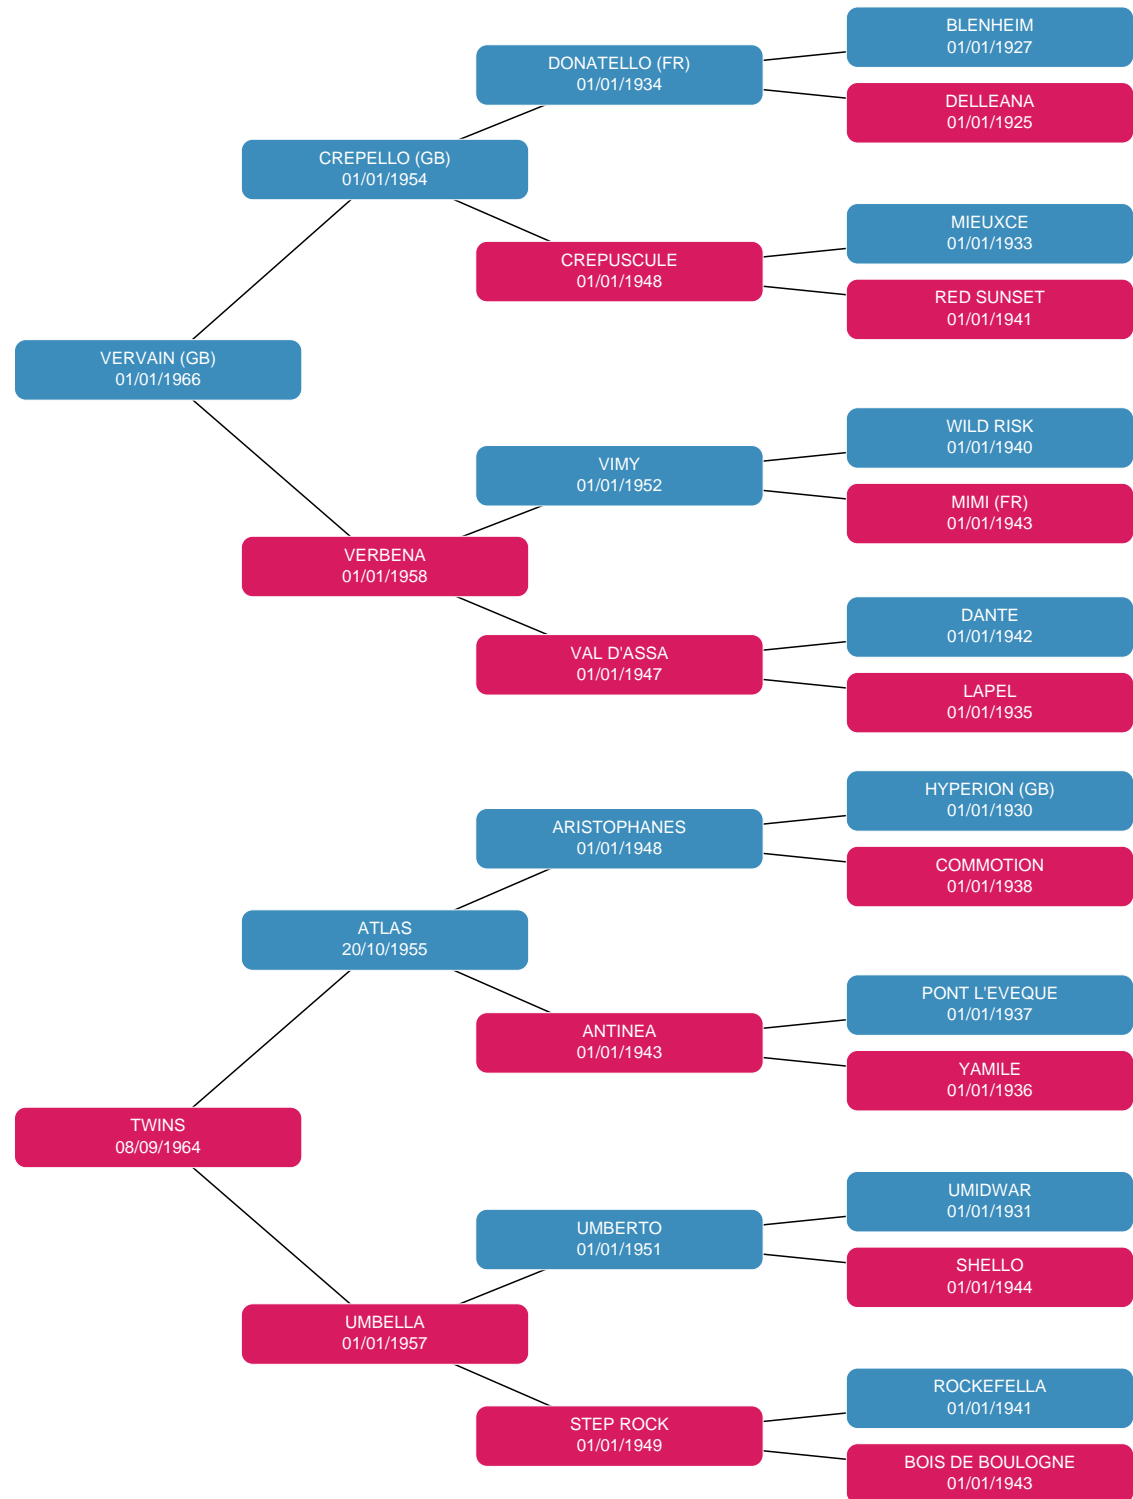 BLENHEIM
01/01/1927
DONATELLO (FR)
01/01/1934
DELLEANA
01/01/1925
CREPELLO (GB)
01/01/1954
MIEUXCE
01/01/1933
CREPUSCULE
01/01/1948
RED SUNSET
01/01/1941
VERVAIN (GB)
01/01/1966
WILD RISK
01/01/1940
VIMY
01/01/1952
MIMI (FR)
01/01/1943
VERBENA
01/01/1958
DANTE
01/01/1942
VAL D'ASSA
01/01/1947
LAPEL
01/01/1935
HYPERION (GB)
01/01/1930
ARISTOPHANES
01/01/1948
COMMOTION
01/01/1938
ATLAS
20/10/1955
PONT L'EVEQUE
01/01/1937
ANTINEA
01/01/1943
YAMILE
01/01/1936
TWINS
08/09/1964
UMIDWAR
01/01/1931
UMBERTO
01/01/1951
SHELLO
01/01/1944
UMBELLA
01/01/1957
ROCKEFELLA
01/01/1941
STEP ROCK
01/01/1949
BOIS DE BOULOGNE
01/01/1943